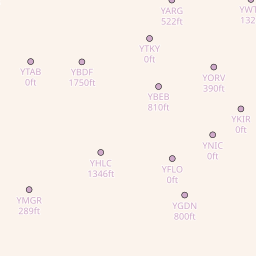 YARG
522ft
YWT
132
YTKY
0ft
YTAB
0ft
YBDF
1750ft
YORV
390ft
YBEB
810ft
YKIR
0ft
YNIC
0ft
YHLC
1346ft
YFLO
0ft
YMGR
289ft
YGDN
800ft